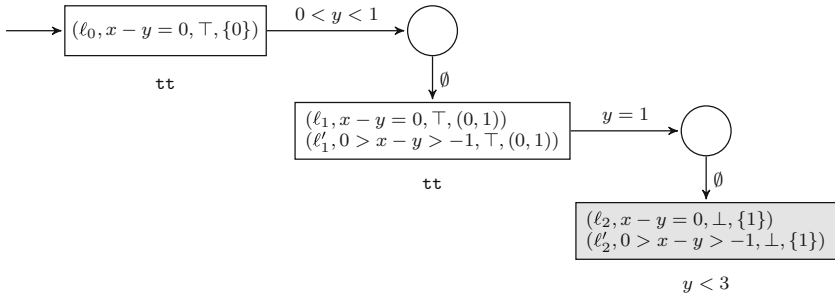 (ℓ₀, x − y = 0, ⊤, {0})
0 < y < 1
tt
∅
(ℓ₁, x − y = 0, ⊤, (0, 1))
(ℓ′₁, 0 > x − y > −1, ⊤, (0, 1))
y = 1
tt
∅
(ℓ₂, x − y = 0, ⊥, {1})
(ℓ′₂, 0 > x − y > −1, ⊥, {1})
y < 3